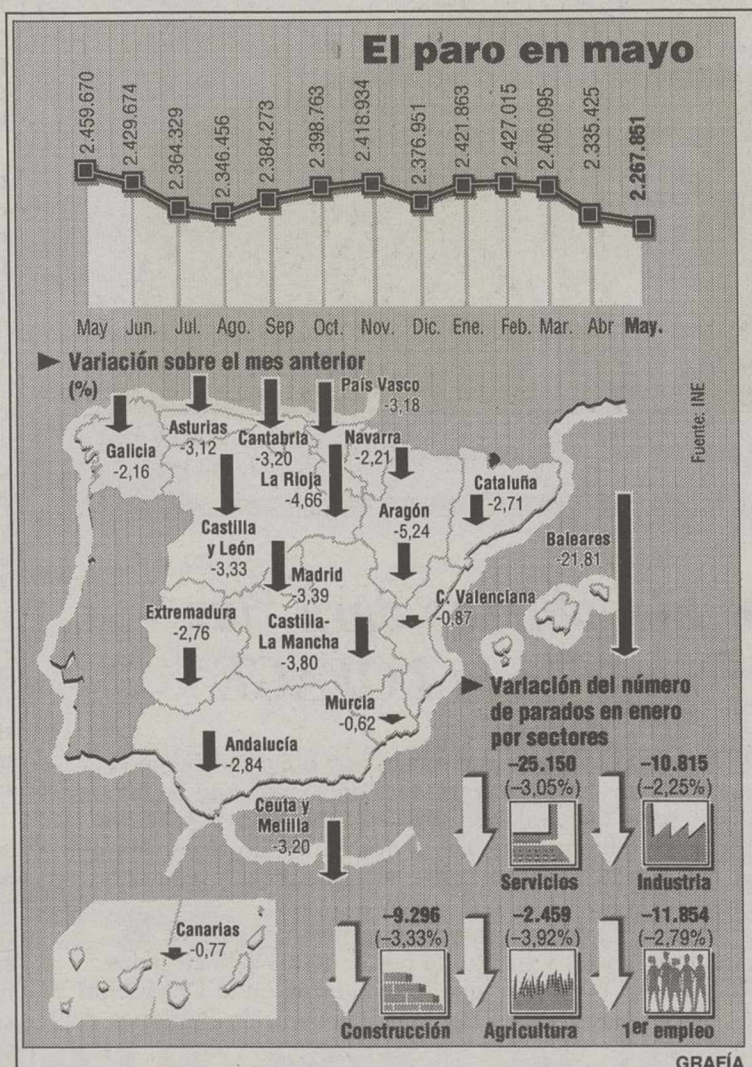 El paro en mayo
2.459.670
2.429.674
2.364.329
2.346.456
2.384.273
2.398.763
2.418.934
2.376.951
2.421.863
2.427.015
2.406.095
2.335.425
2.267.851
May Jun. Jul. Ago. Sep Oct. Nov. Dic. Ene. Feb. Mar. Abr May.
Variación sobre el mes anterior
(%)
Fuente: INE
País Vasco
-3,18
Galicia
-2,16
Asturias
-3,12
Cantabria
-3,20
Navarra
-2,21
La Rioja
-4,66
Cataluña
-2,71
Aragón
-5,24
Castilla
y León
-3,33
Baleares
-21,81
Madrid
-3,39
C. Valenciana
-0,87
Extremadura
-2,76
Castilla-
La Mancha
-3,80
Murcia
-0,62
Andalucía
-2,84
Ceuta y
Melilla
-3,20
Canarias
-0,77
Variación del número
de parados en enero
por sectores
-25.150
(-3,05%)
Servicios
-10.815
(-2,25%)
Industria
-9.296
(-3,33%)
Construcción
-2.459
(-3,92%)
Agricultura
-11.854
(-2,79%)
1er empleo
GRAFÍA